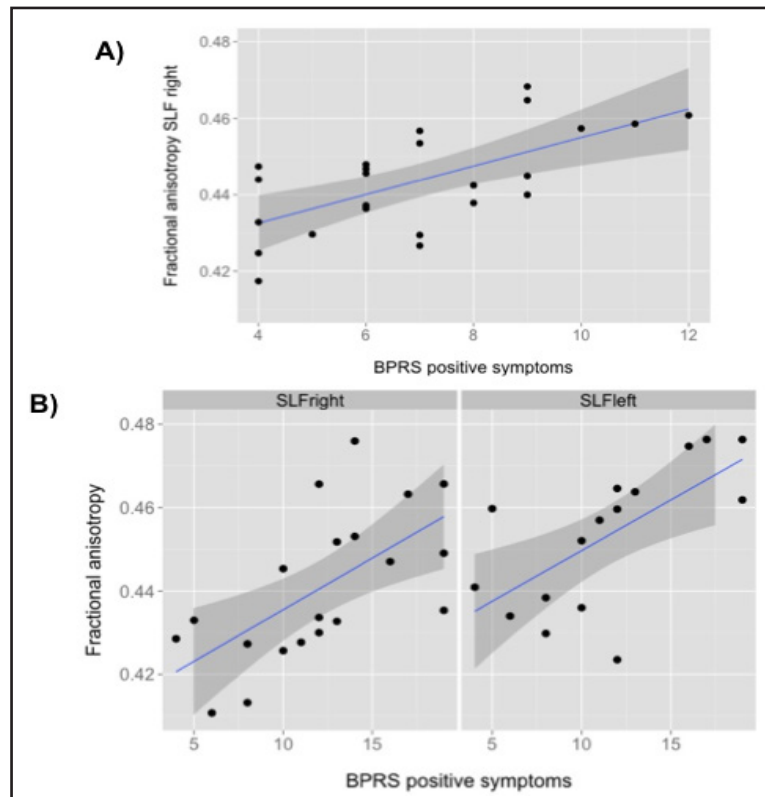 A)
Fractional anisotropy SLF right
0.48
0.46
0.44
0.42
4 6 8 10 12
BPRS positive symptoms
B)
SLFright SLFleft
Fractional anisotropy
0.48
0.46
0.44
0.42
5 10 15 5 10 15
BPRS positive symptoms